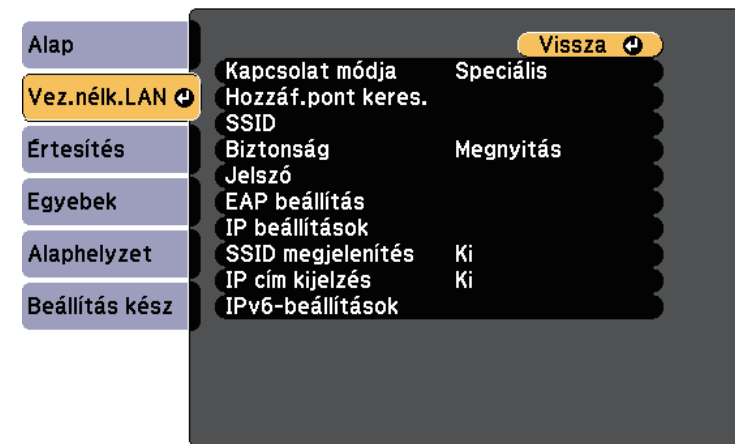 Alap
Vez.nélk.LAN
Értesítés
Egyebek
Alaphelyzet
Beállítás kész
Vissza
Kapcsolat módja Speciális
Hozzáf.pont keres.
SSID
Biztonság Megnyitás
Jelszó
EAP beállítás
IP beállítások
SSID megjelenítés Ki
IP cím kijelzés Ki
IPv6-beállítások